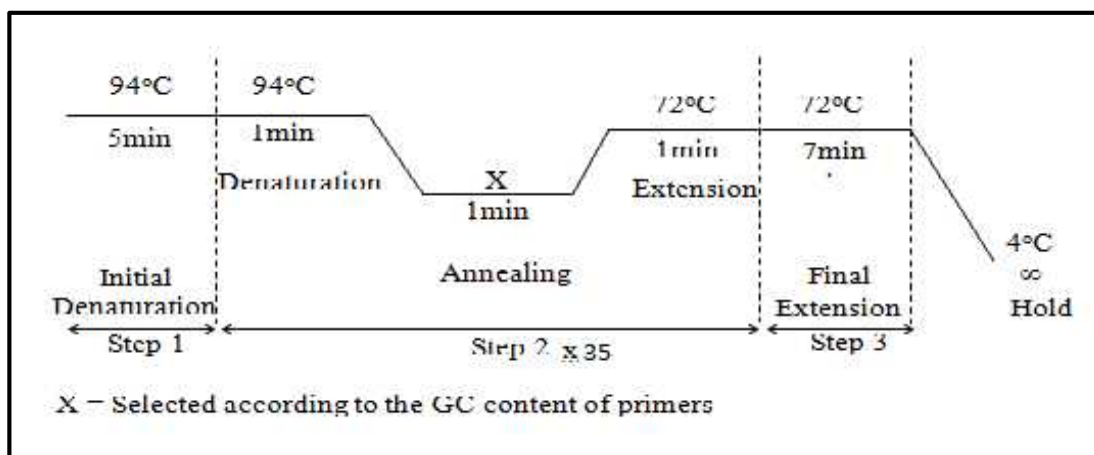 94°C 94°C 72°C 72°C
5min 1min 1min 7min
Denaturation X Extension
1min
4°C
∞
Hold
Initial
Denaturation
Annealing
Final
Extension
Step 1 Step 2 x 35 Step 3
X = Selected according to the GC content of primers